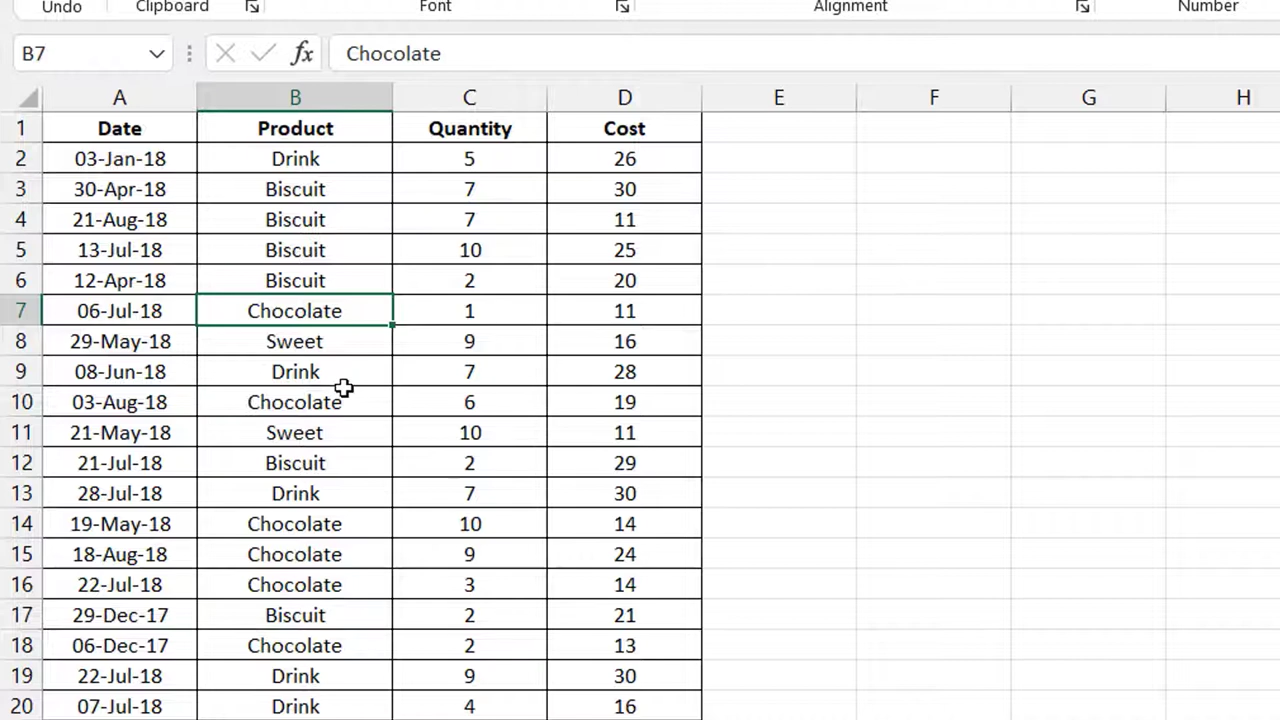 Undo Clipboard Font Alignment Number
B7 fx Chocolate
A B C D E F G H
1 Date Product Quantity Cost
2 03-Jan-18 Drink 5 26
3 30-Apr-18 Biscuit 7 30
4 21-Aug-18 Biscuit 7 11
5 13-Jul-18 Biscuit 10 25
6 12-Apr-18 Biscuit 2 20
7 06-Jul-18 Chocolate 1 11
8 29-May-18 Sweet 9 16
9 08-Jun-18 Drink 7 28
10 03-Aug-18 Chocolate 6 19
11 21-May-18 Sweet 10 11
12 21-Jul-18 Biscuit 2 29
13 28-Jul-18 Drink 7 30
14 19-May-18 Chocolate 10 14
15 18-Aug-18 Chocolate 9 24
16 22-Jul-18 Chocolate 3 14
17 29-Dec-17 Biscuit 2 21
18 06-Dec-17 Chocolate 2 13
19 22-Jul-18 Drink 9 30
20 07-Jul-18 Drink 4 16